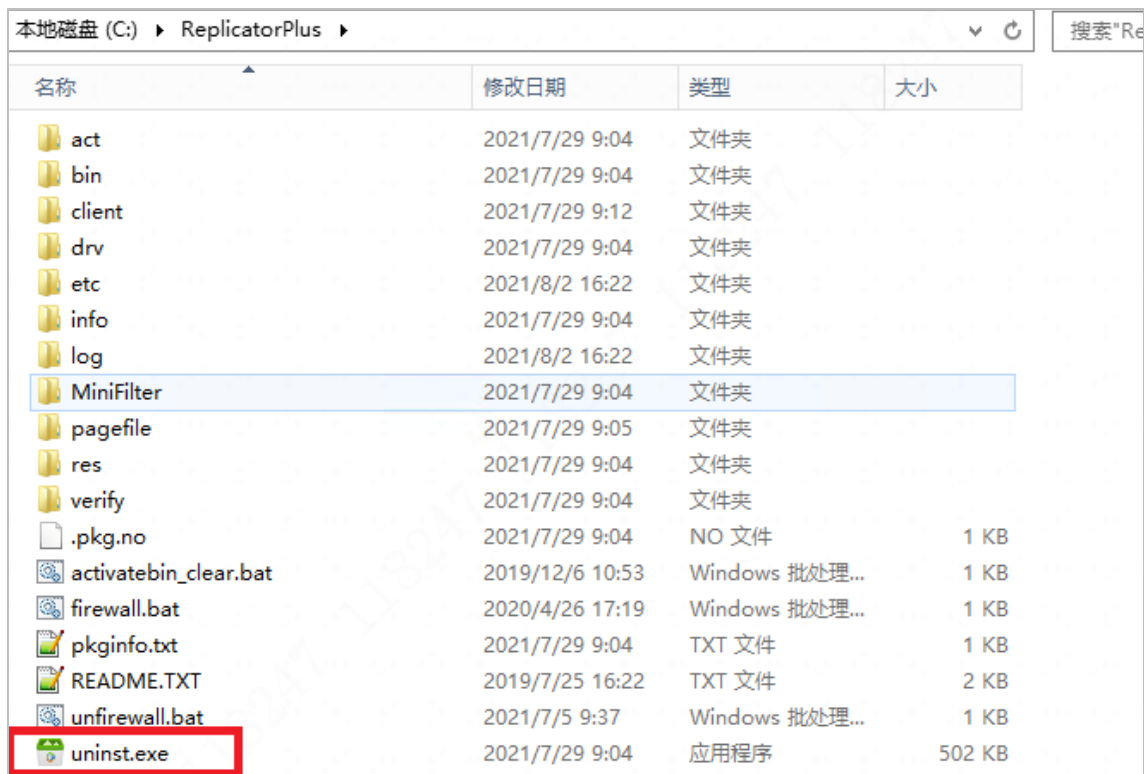 本地磁盘 (C:) ▸ ReplicatorPlus ▸ 搜索"Re
名称 修改日期 类型 大小
act 2021/7/29 9:04 文件夹
bin 2021/7/29 9:04 文件夹
client 2021/7/29 9:12 文件夹
drv 2021/7/29 9:04 文件夹
etc 2021/8/2 16:22 文件夹
info 2021/7/29 9:04 文件夹
log 2021/8/2 16:22 文件夹
MiniFilter 2021/7/29 9:04 文件夹
pagefile 2021/7/29 9:05 文件夹
res 2021/7/29 9:04 文件夹
verify 2021/7/29 9:04 文件夹
.pkg.no 2021/7/29 9:04 NO 文件 1 KB
activatebin_clear.bat 2019/12/6 10:53 Windows 批处理... 1 KB
firewall.bat 2020/4/26 17:19 Windows 批处理... 1 KB
pkginfo.txt 2021/7/29 9:04 TXT 文件 1 KB
README.TXT 2019/7/25 16:22 TXT 文件 2 KB
unfirewall.bat 2021/7/5 9:37 Windows 批处理... 1 KB
uninst.exe 2021/7/29 9:04 应用程序 502 KB